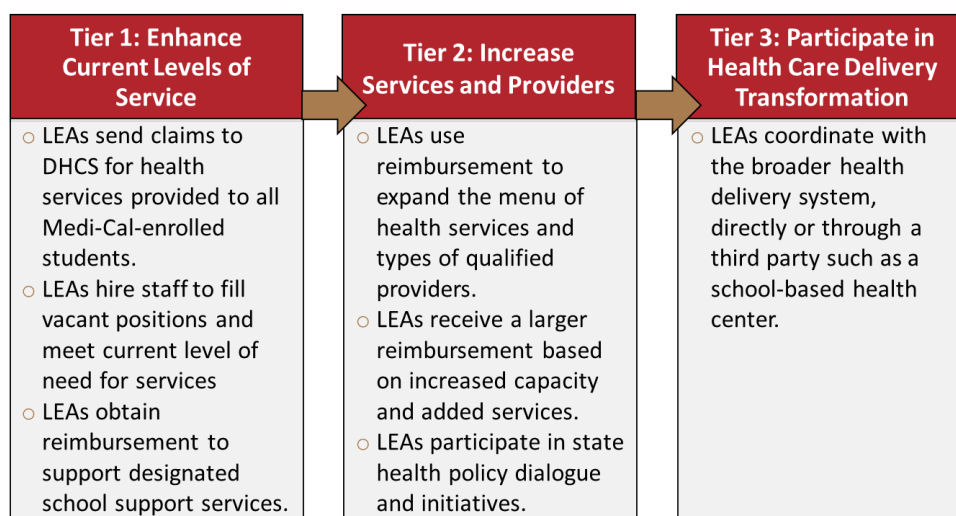 Tier 1: Enhance
Current Levels of
Service
○ LEAs send claims to
DHCS for health
services provided to all
Medi-Cal-enrolled
students.
○ LEAs hire staff to fill
vacant positions and
meet current level of
need for services
○ LEAs obtain
reimbursement to
support designated
school support services.
Tier 2: Increase
Services and Providers
○ LEAs use
reimbursement to
expand the menu of
health services and
types of qualified
providers.
○ LEAs receive a larger
reimbursement based
on increased capacity
and added services.
○ LEAs participate in state
health policy dialogue
and initiatives.
Tier 3: Participate in
Health Care Delivery
Transformation
○ LEAs coordinate with
the broader health
delivery system,
directly or through a
third party such as a
school-based health
center.